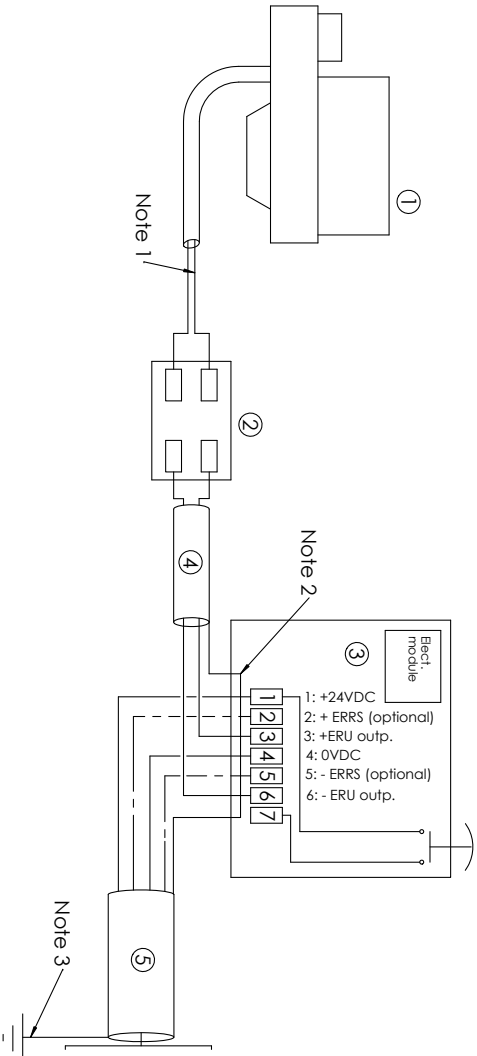 ①
Note 1
②
④
Note 2
Elect.
module
③
1 1: +24VDC
2 2: + ERRS (optional)
3 3: +ERU outp.
4 4: 0VDC
5 5: - ERRS (optional)
6 6: - ERU outp.
7
⑤
Note 3